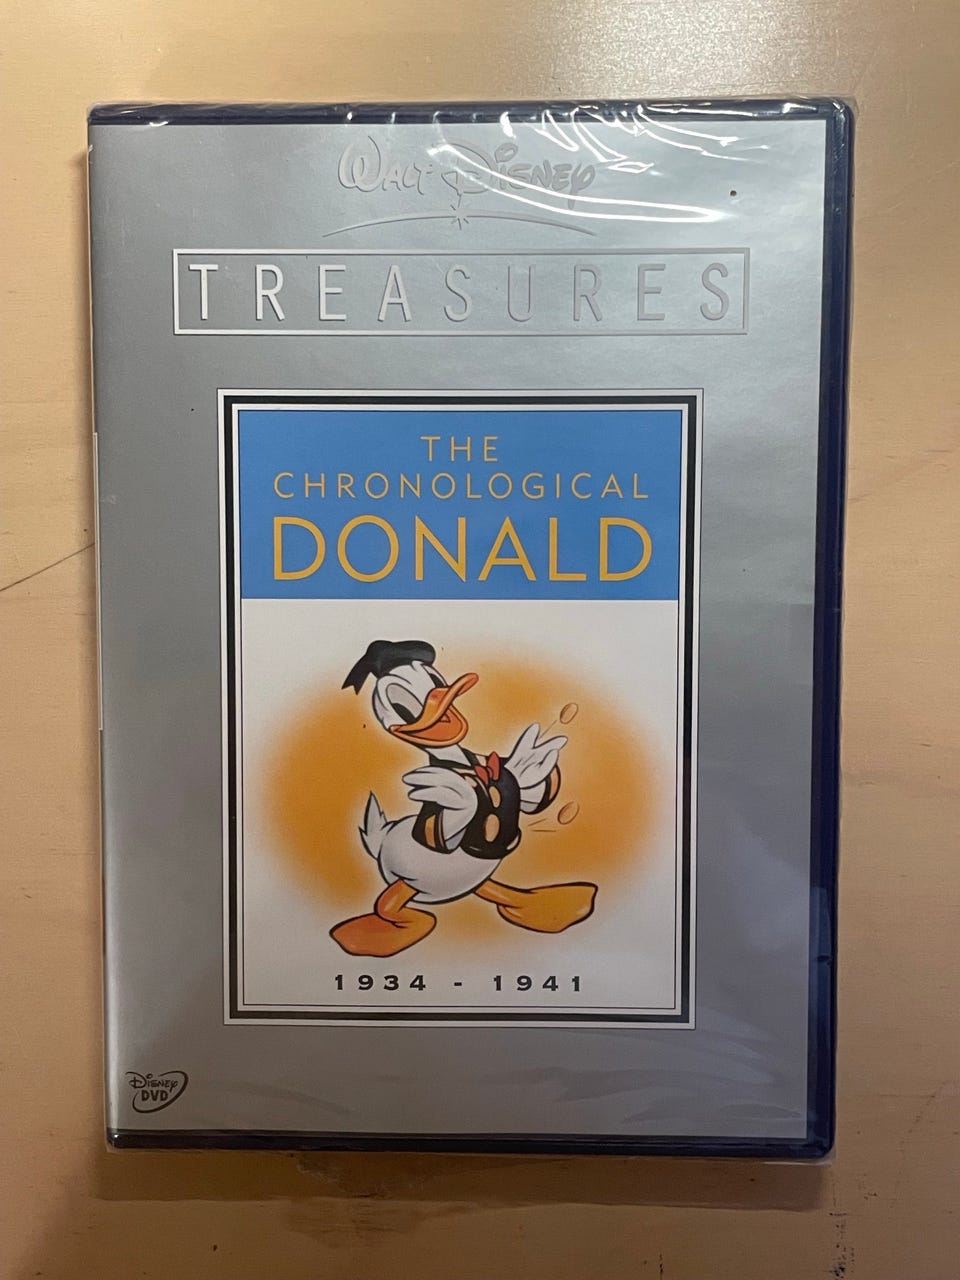 WALT DISNEY
TREASURES
THE
CHRONOLOGICAL
DONALD
1934 - 1941
DISNEY
DVD